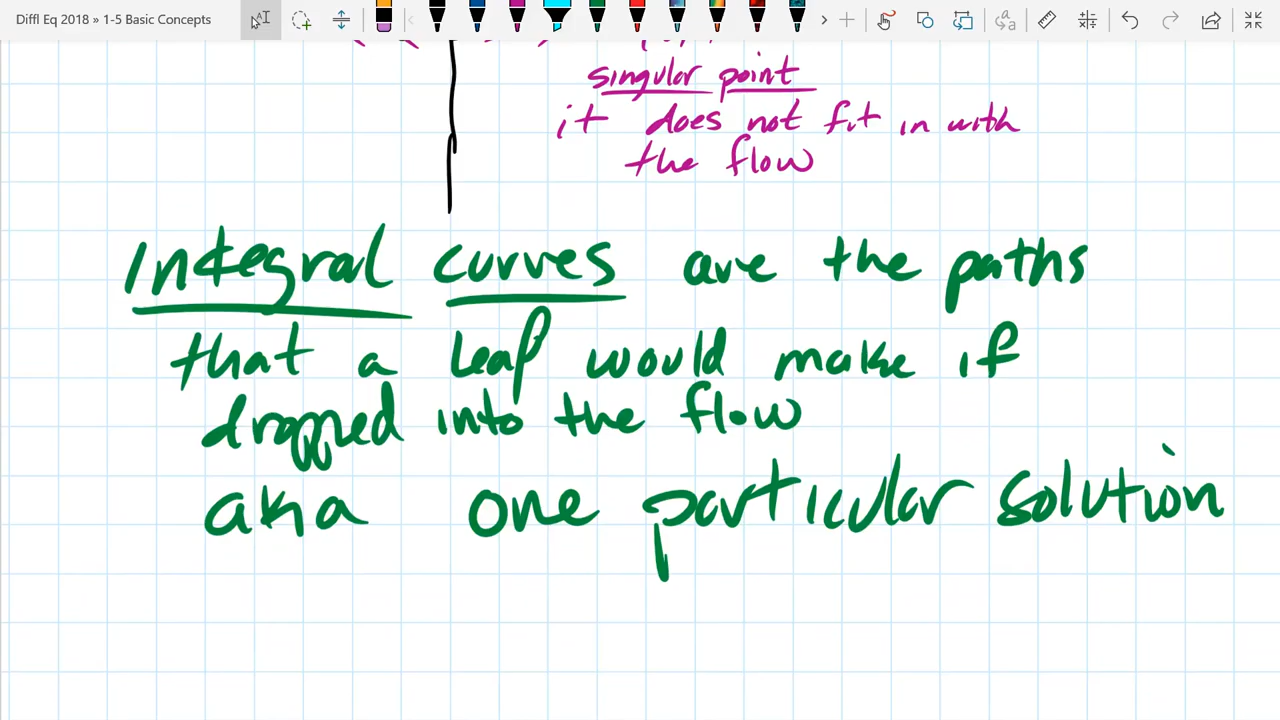 Diffl Eq 2018 » 1-5 Basic Concepts
singular point
it does not fit in with
the flow
Integral curves are the paths
that a leaf would make if
dropped into the flow
aka one particular solution